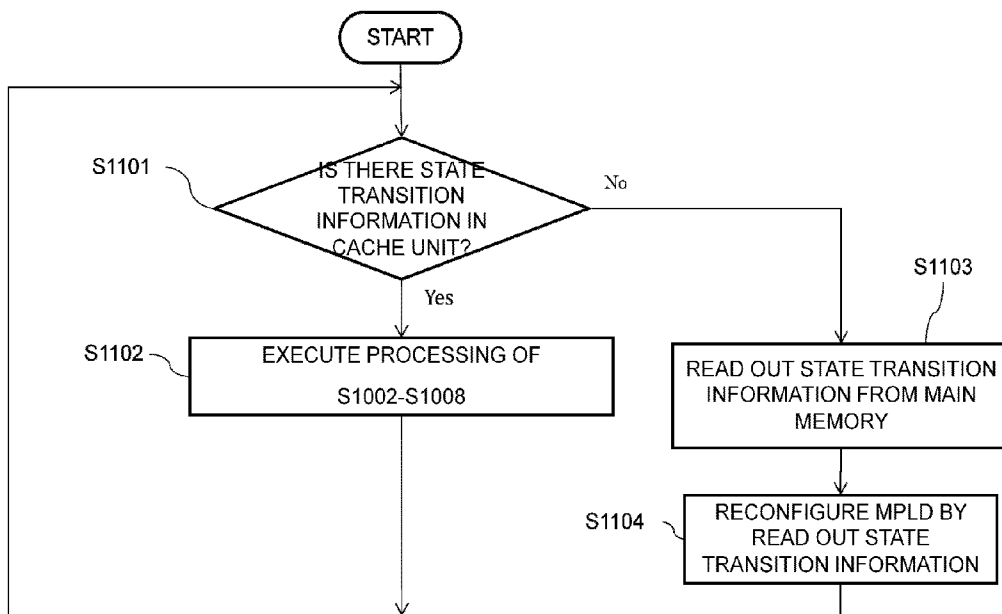 START
S1101
IS THERE STATE
TRANSITION
INFORMATION IN
CACHE UNIT?
No
Yes
S1102
EXECUTE PROCESSING OF
S1002-S1008
S1103
READ OUT STATE TRANSITION
INFORMATION FROM MAIN
MEMORY
S1104
RECONFIGURE MPLD BY
READ OUT STATE
TRANSITION INFORMATION